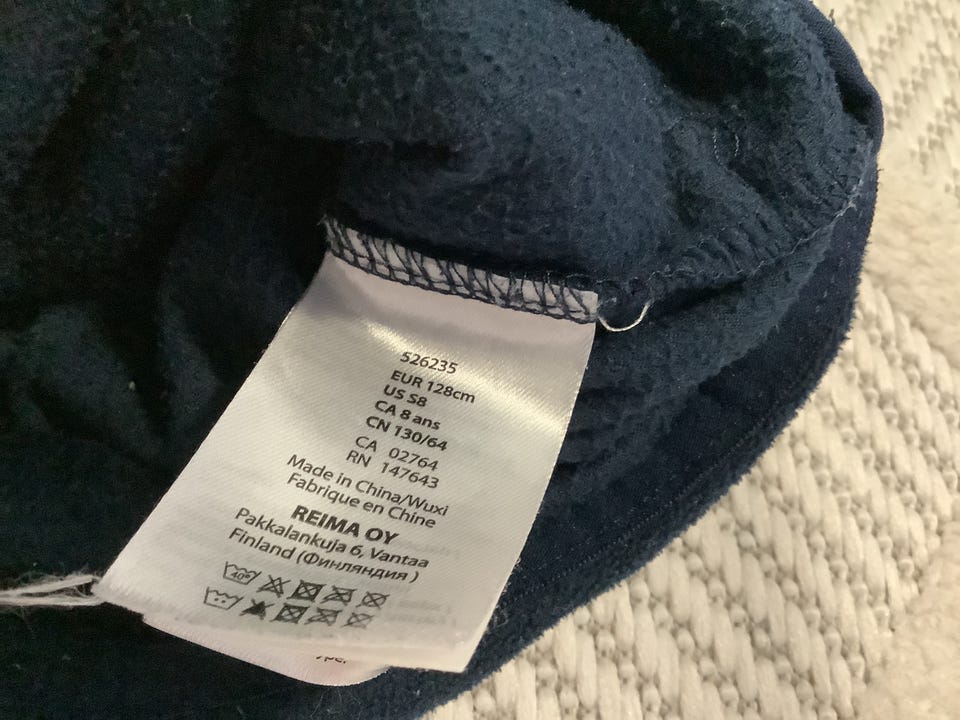 526235
EUR 128cm
US S8
CA 8 ans
CN 130/64
CA 02764
RN 147643
Made in China/Wuxi
Fabrique en Chine
REIMA OY
Pakkalankuja 6, Vantaa
Finland (Финляндия )
40°